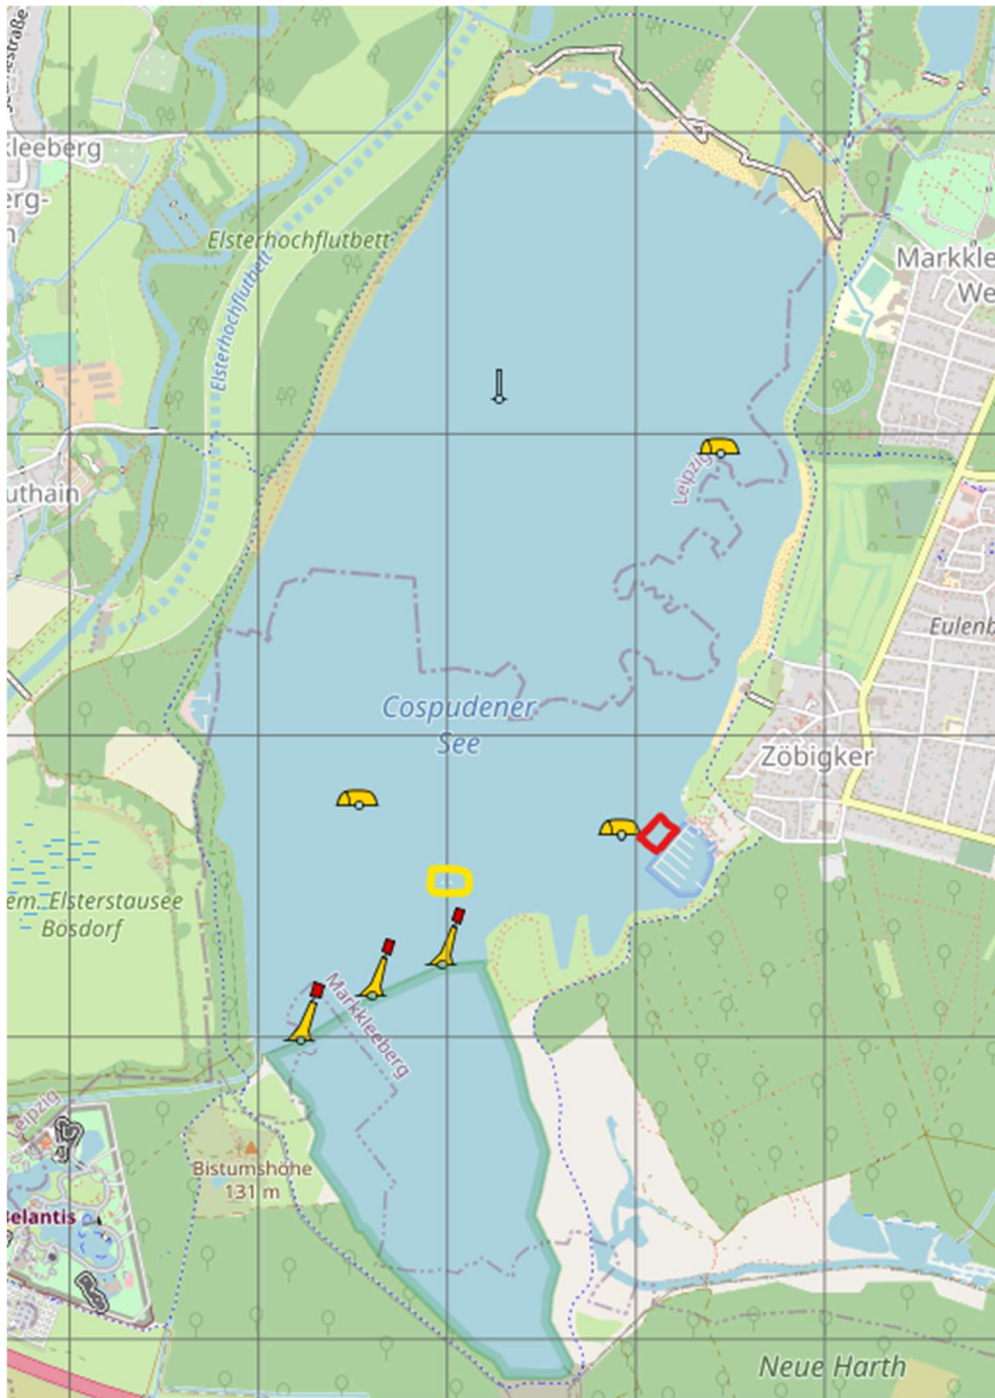 kleeberg
erg-
n
Elsterhochflutbett
Elsterhochflutbett
Markkle
We
Leipzig
uthain
Eulenb
Cospudener
See
Zöbigker
em. Elsterstausee
Bösdorf
Markkleeberg
Leipzig
Bistumshöhe
131 m
Belantis
Neue Harth